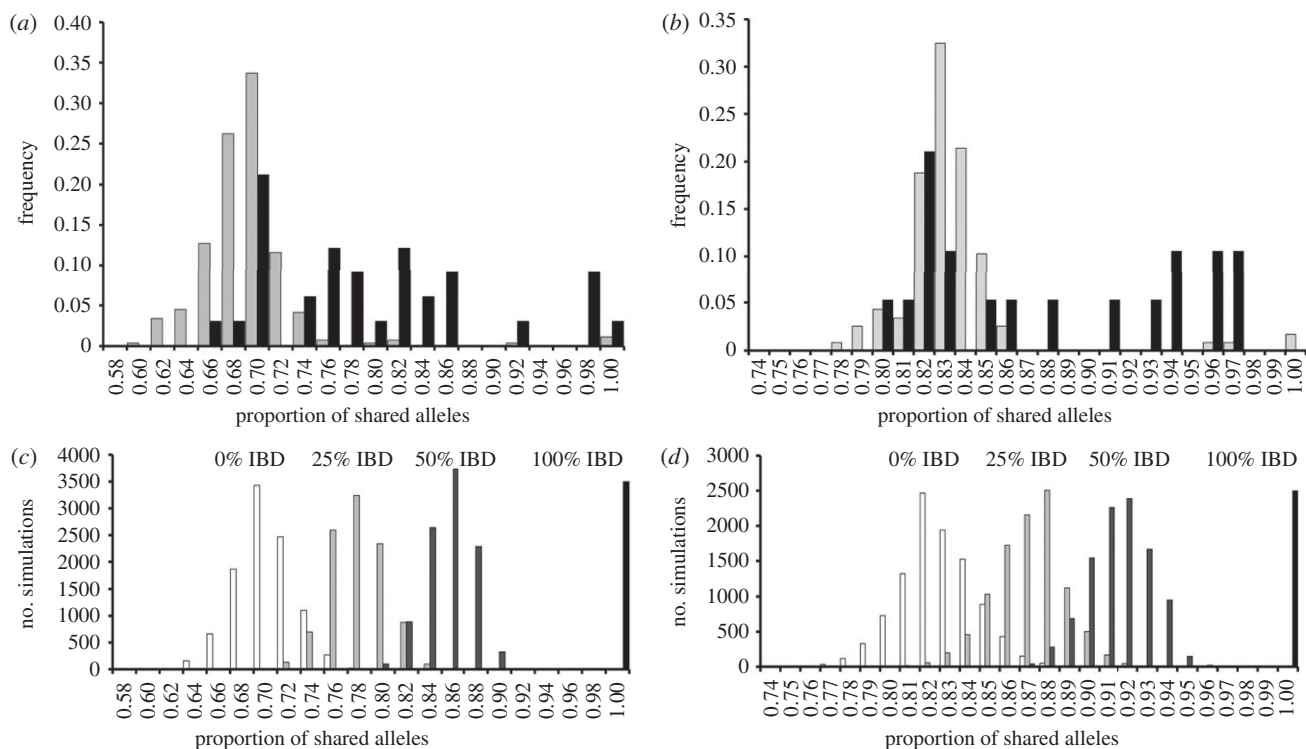 (a)
0.40
0.35
0.30
0.25
0.20
0.15
0.10
0.05
0
frequency
0.58 0.60 0.62 0.64 0.66 0.68 0.70 0.72 0.74 0.76 0.78 0.80 0.82 0.84 0.86 0.88 0.90 0.92 0.94 0.96 0.98 1.00
proportion of shared alleles
(b)
0.35
0.30
0.25
0.20
0.15
0.10
0.05
0
frequency
0.74 0.75 0.76 0.77 0.78 0.79 0.80 0.81 0.82 0.83 0.84 0.85 0.86 0.87 0.88 0.89 0.90 0.91 0.92 0.93 0.94 0.95 0.96 0.97 0.98 0.99 1.00
proportion of shared alleles
(c)
0% IBD 25% IBD 50% IBD 100% IBD
4000
3500
3000
2500
2000
1500
1000
500
0
no. simulations
0.58 0.60 0.62 0.64 0.66 0.68 0.70 0.72 0.74 0.76 0.78 0.80 0.82 0.84 0.86 0.88 0.90 0.92 0.94 0.96 0.98 1.00
proportion of shared alleles
(d)
0% IBD 25% IBD 50% IBD 100% IBD
3000
2500
2000
1500
1000
500
0
no. simulations
0.74 0.75 0.76 0.77 0.78 0.79 0.80 0.81 0.82 0.83 0.84 0.85 0.86 0.87 0.88 0.89 0.90 0.91 0.92 0.93 0.94 0.95 0.96 0.97 0.98 0.99 1.00
proportion of shared alleles